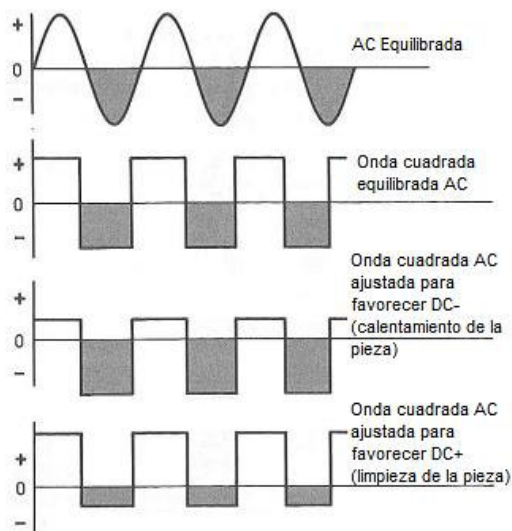 +
AC Equilibrada
0
-
+
Onda cuadrada
equilibrada AC
0
-
Onda cuadrada AC
ajustada para
favorecer DC-
(calentamiento de la
pieza)
+
0
-
Onda cuadrada AC
ajustada para
favorecer DC+
(limpieza de la pieza)
+
0
-